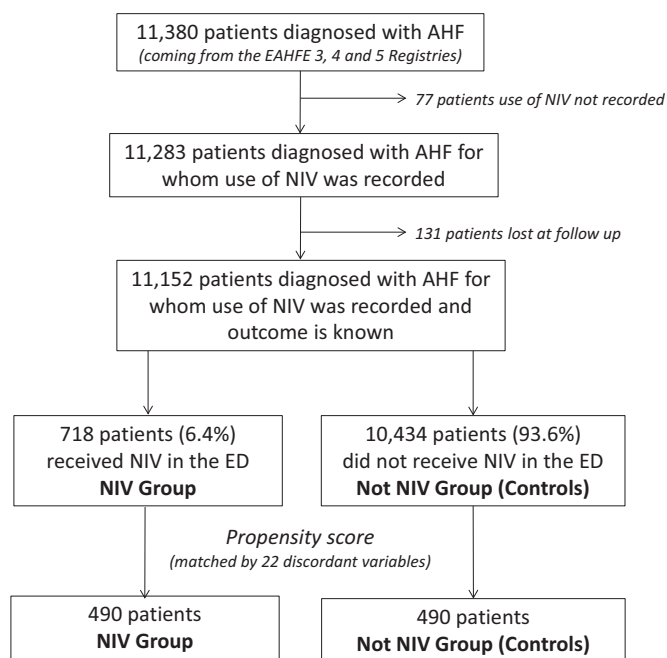 11,380 patients diagnosed with AHF
(coming from the EAHFE 3, 4 and 5 Registries)
77 patients use of NIV not recorded
11,283 patients diagnosed with AHF for
whom use of NIV was recorded
131 patients lost at follow up
11,152 patients diagnosed with AHF for
whom use of NIV was recorded and
outcome is known
718 patients (6.4%)
received NIV in the ED
NIV Group
10,434 patients (93.6%)
did not receive NIV in the ED
Not NIV Group (Controls)
Propensity score
(matched by 22 discordant variables)
490 patients
NIV Group
490 patients
Not NIV Group (Controls)